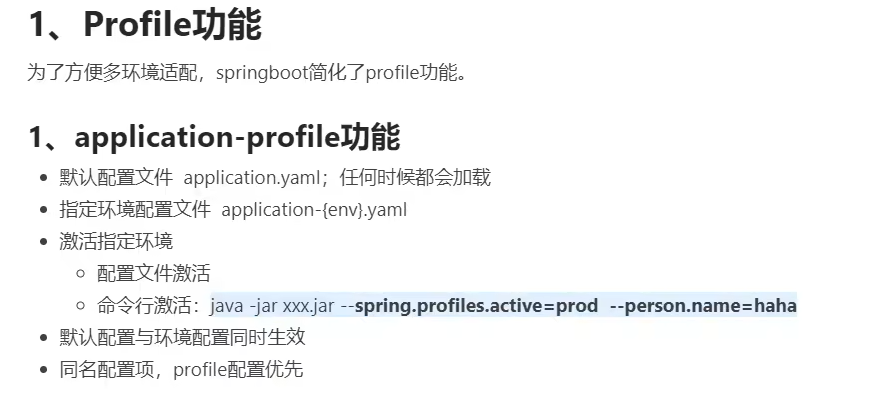 1、Profile功能
为了方便多环境适配，springboot简化了profile功能。
1、application-profile功能
默认配置文件  application.yaml；任何时候都会加载
指定环境配置文件  application-{env}.yaml
激活指定环境
配置文件激活
命令行激活：java -jar xxx.jar --spring.profiles.active=prod  --person.name=haha
默认配置与环境配置同时生效
同名配置项，profile配置优先